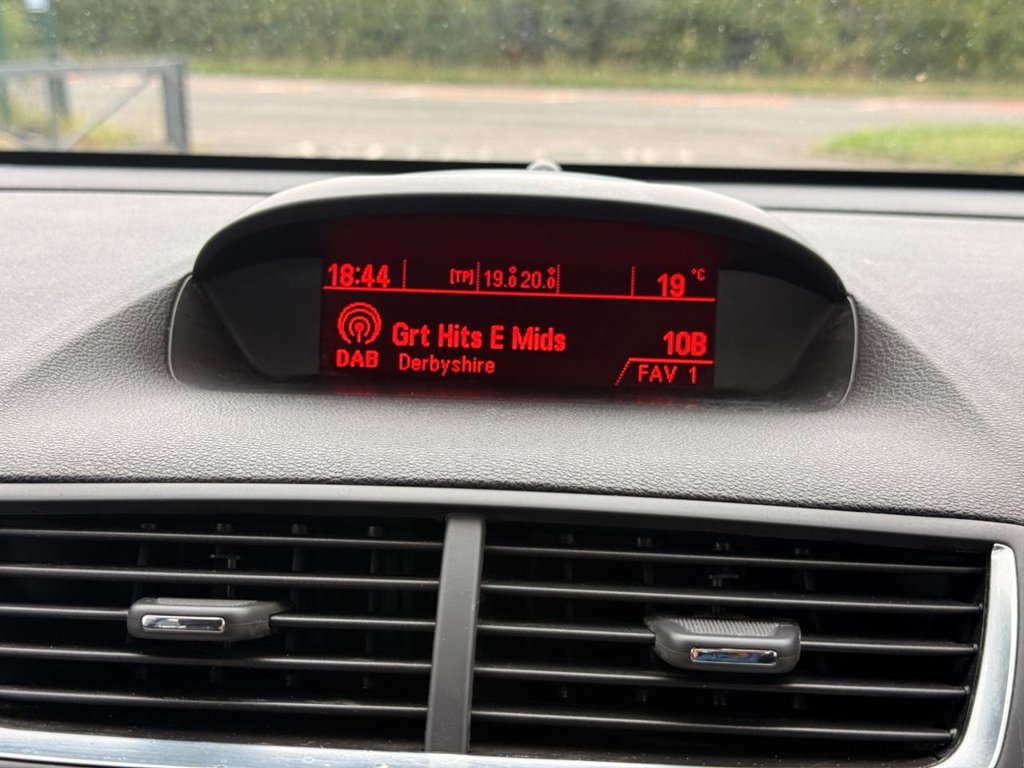 18:44 [TP] 19.0 20.0 19 °C
Grt Hits E Mids 10B
DAB Derbyshire FAV 1